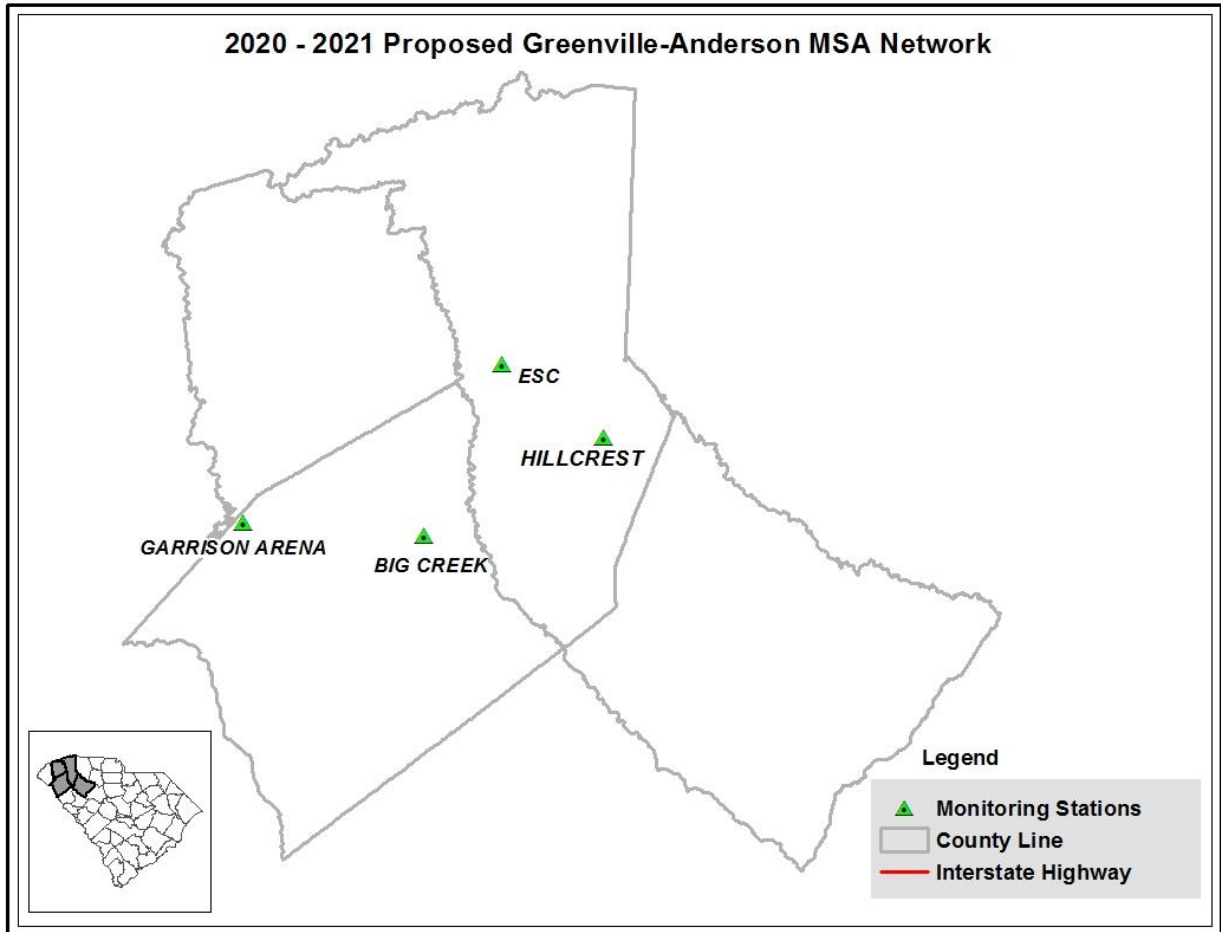 2020 - 2021 Proposed Greenville-Anderson MSA Network
ESC
HILLCREST
GARRISON ARENA
BIG CREEK
Legend
Monitoring Stations
County Line
Interstate Highway